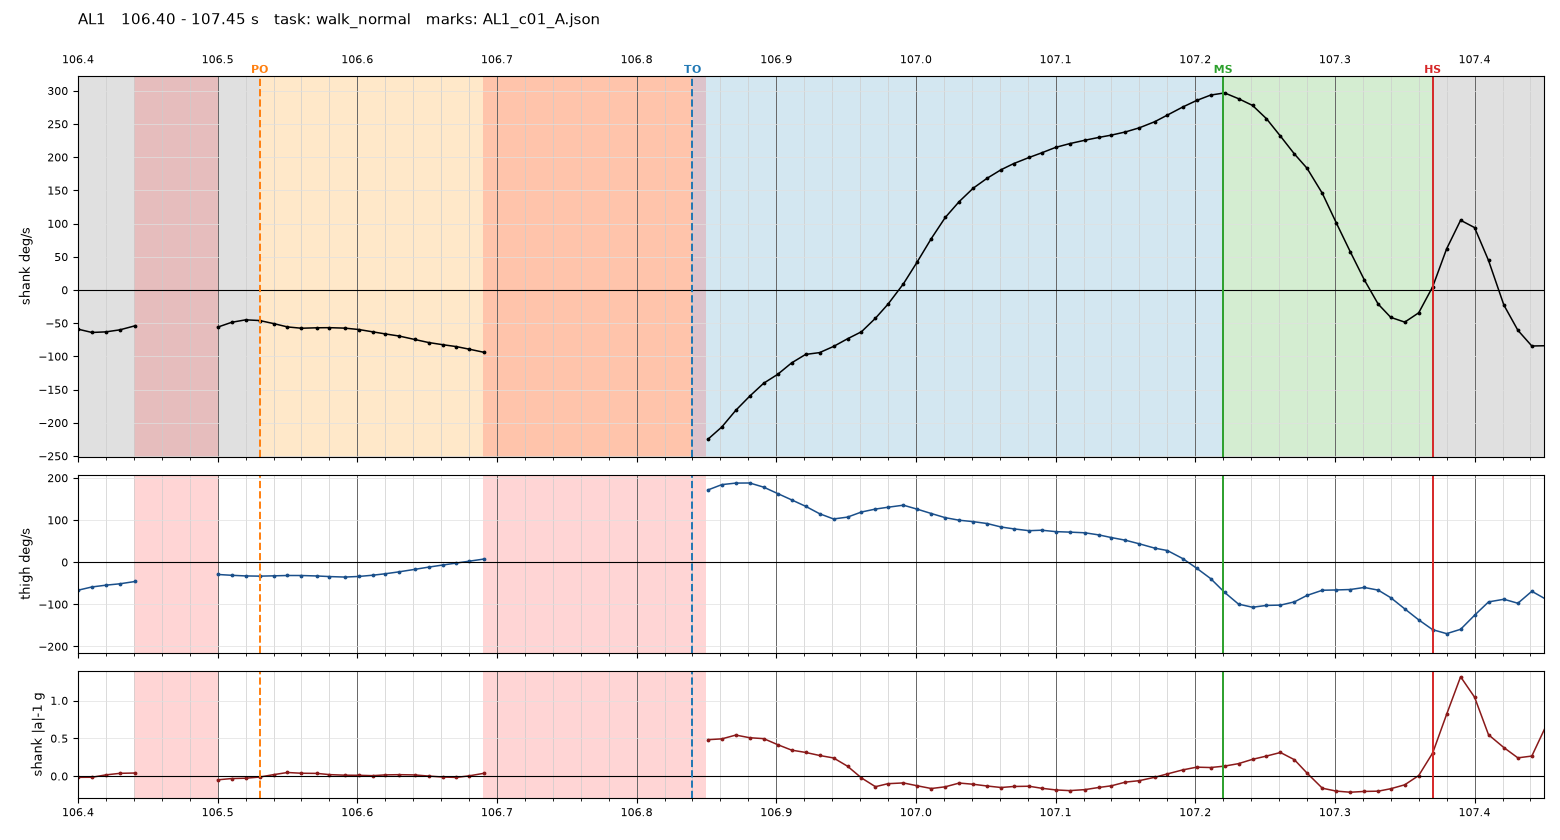 AL1   106.40 - 107.45 s   task: walk_normal   marks: AL1_c01_A.json
106.4 106.5 106.6 106.7 106.8 106.9 107.0 107.1 107.2 107.3 107.4
PO TO MS HS
shank deg/s
300
250
200
150
100
50
0
−50
−100
−150
−200
−250
thigh deg/s
200
100
0
−100
−200
shank |a|-1 g
1.0
0.5
0.0
106.4 106.5 106.6 106.7 106.8 106.9 107.0 107.1 107.2 107.3 107.4